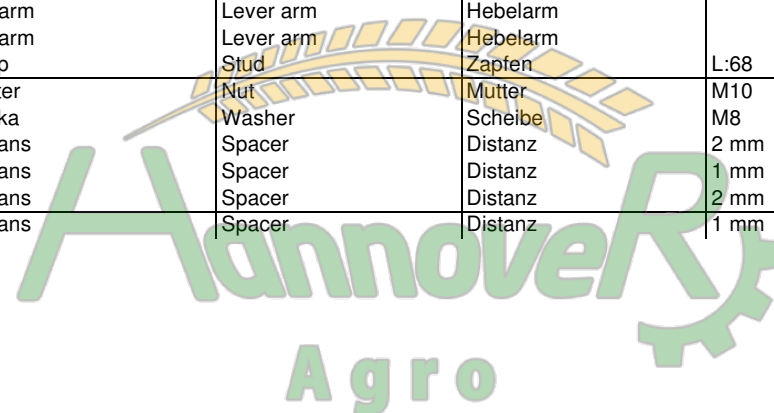 arm Lever arm Hebelarm
arm Lever arm Hebelarm
p Stud Zapfen L:68
ter Nut Mutter M10
ka Washer Scheibe M8
ans Spacer Distanz 2 mm
ans Spacer Distanz 1 mm
ans Spacer Distanz 2 mm
ans Spacer Distanz 1 mm
HannoveR
Agro